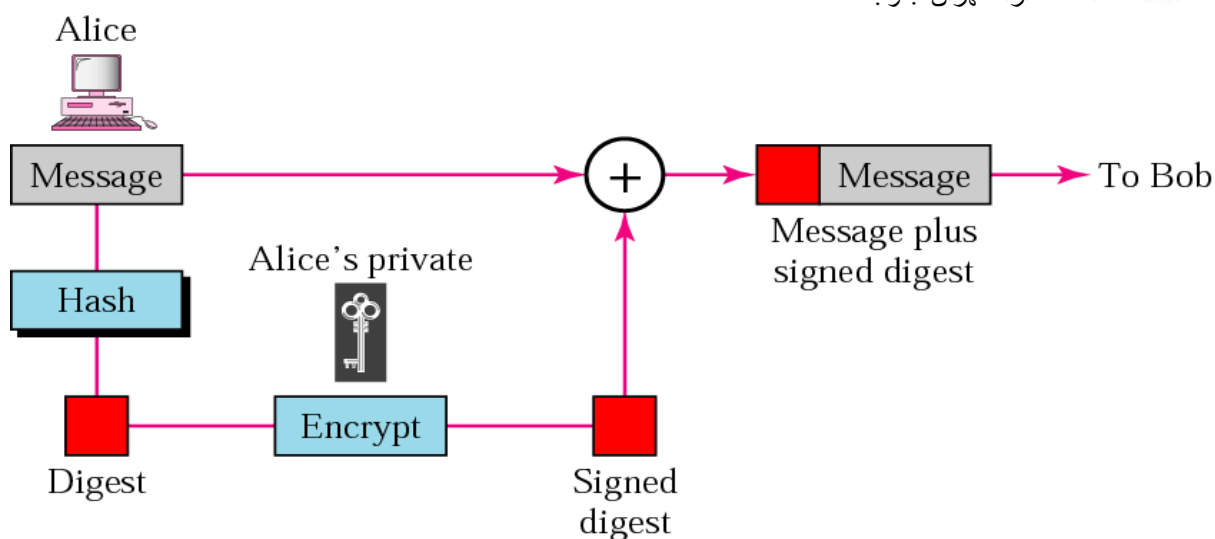 Alice
Message
+
Message
To Bob
Message plus
signed digest
Hash
Alice’s private
Encrypt
Digest
Signed
digest